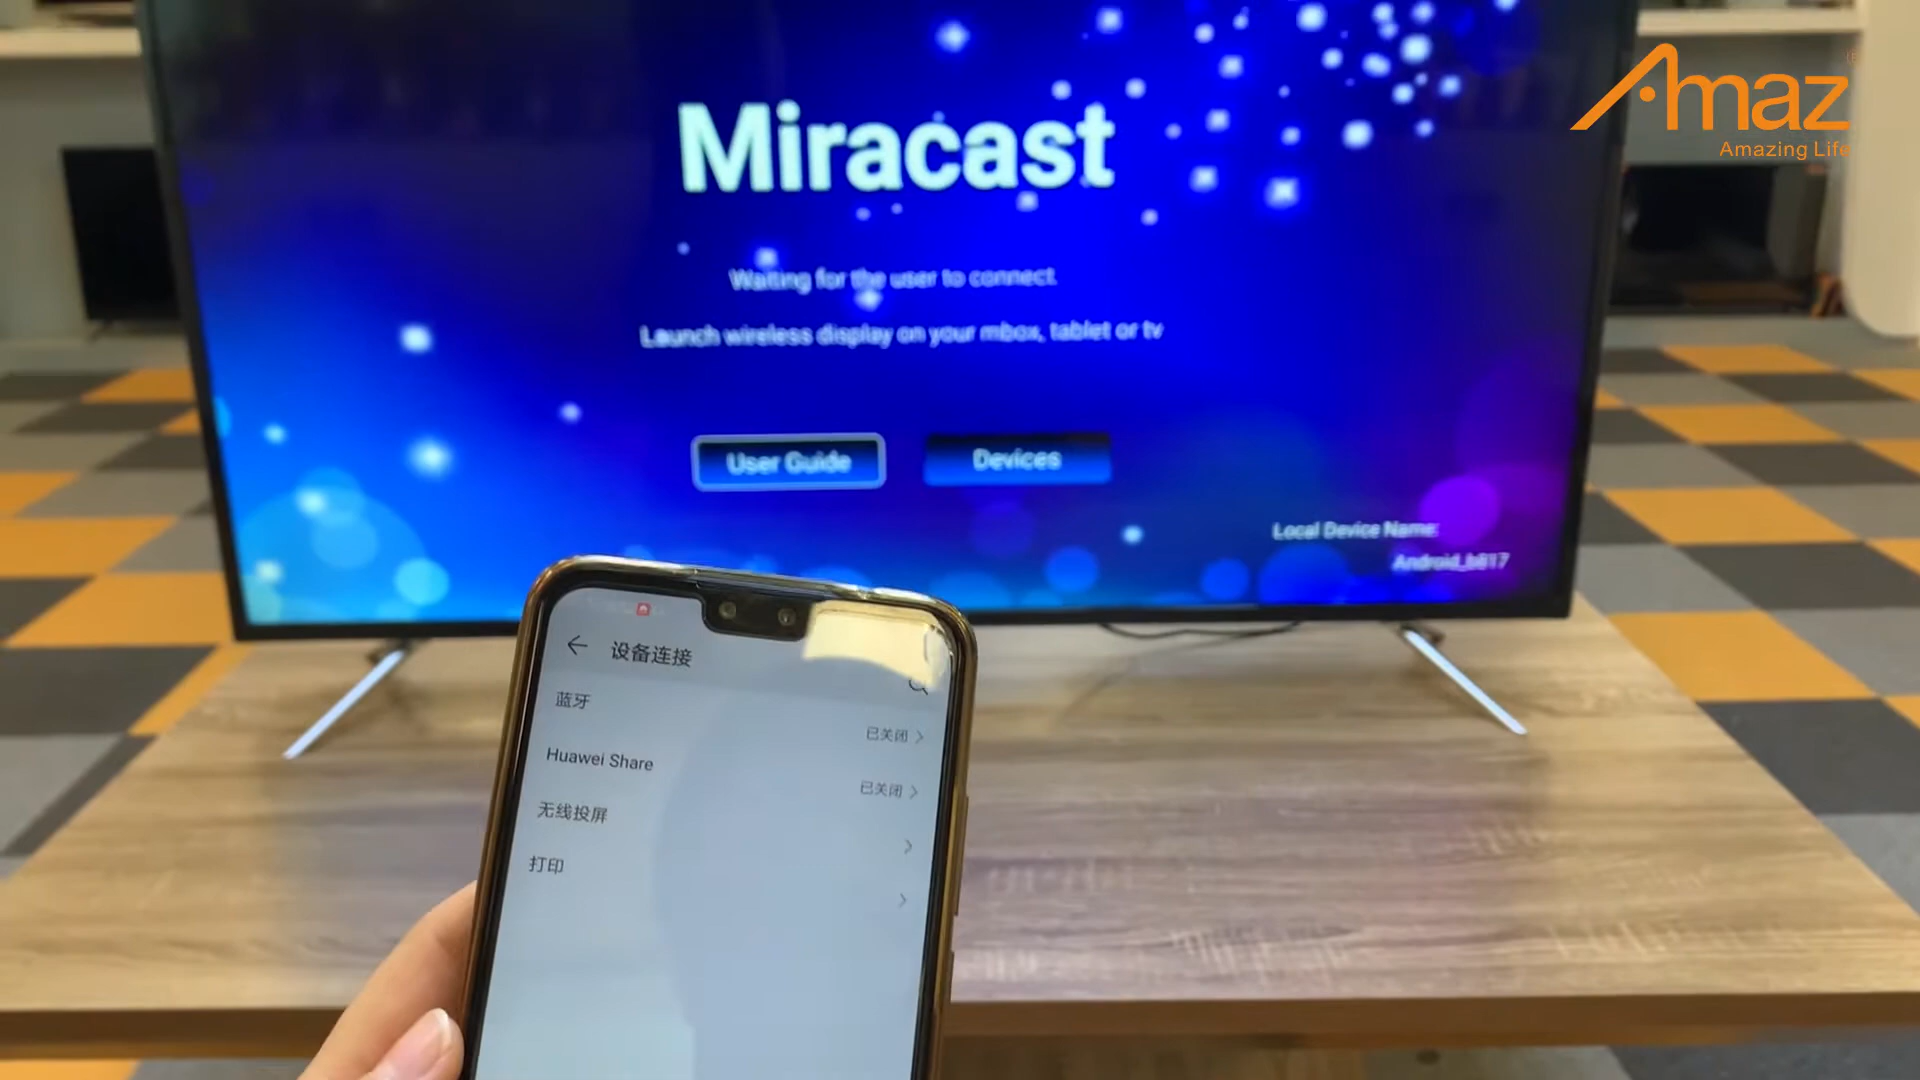 Amaz
Amazing Life
Miracast
Waiting for the user to connect.
Launch wireless display on your mbox, tablet or tv
User Guide
Devices
Local Device Name:
Android_b817
设备连接
蓝牙
已关闭
Huawei Share
已关闭
无线投屏
打印